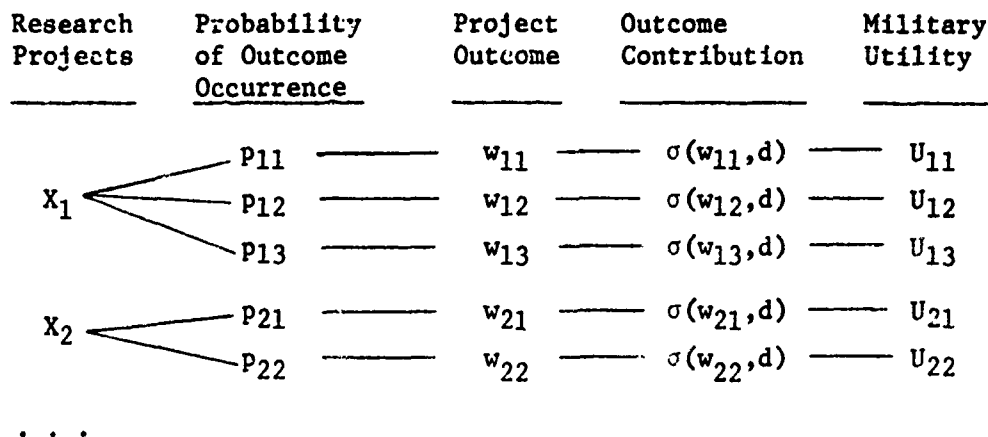 Research Projects Probability of Outcome Occurrence Project Outcome Outcome Contribution Military Utility
X1 p11 w11 σ(w11,d) U11
p12 w12 σ(w12,d) U12
p13 w13 σ(w13,d) U13
X2 p21 w21 σ(w21,d) U21
p22 w22 σ(w22,d) U22
. . .